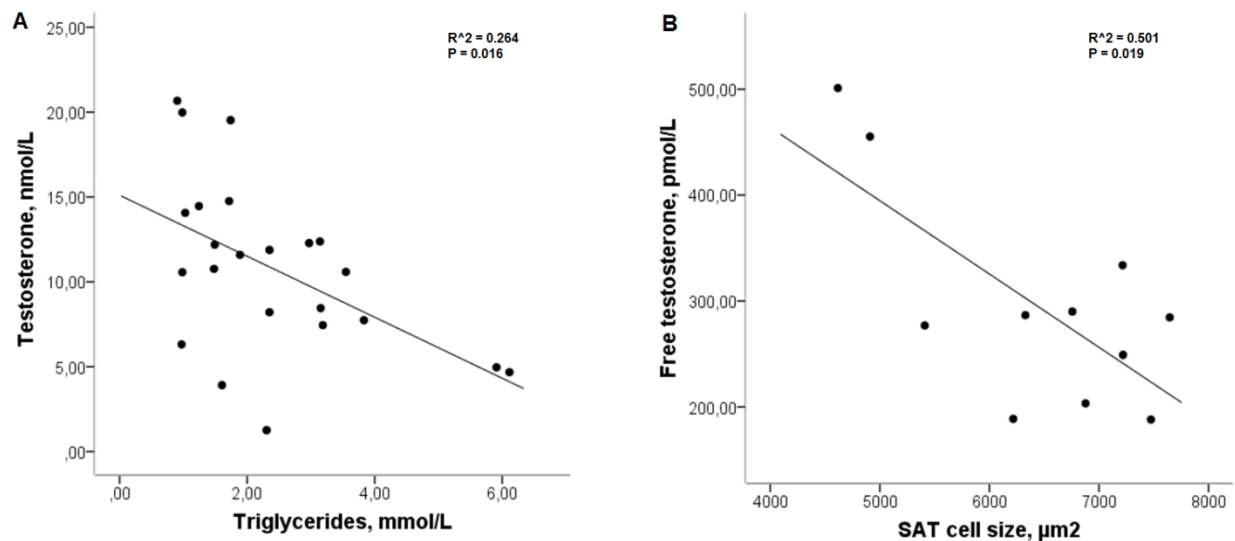 A
R^2 = 0.264
P = 0.016
25,00
20,00
15,00
10,00
5,00
,00
Testosterone, nmol/L
,00 2,00 4,00 6,00
Triglycerides, mmol/L
B
R^2 = 0.501
P = 0.019
500,00
400,00
300,00
200,00
Free testosterone, pmol/L
4000 5000 6000 7000 8000
SAT cell size, µm2